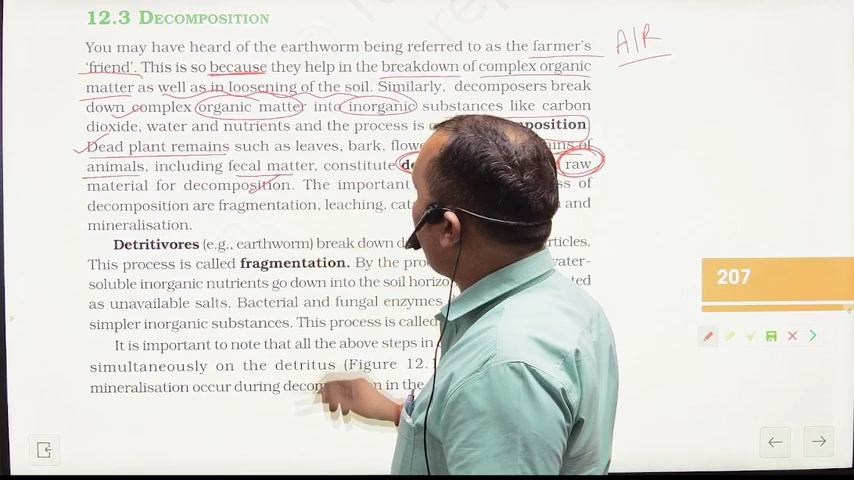 12.3 DECOMPOSITION
You may have heard of the earthworm being referred to as the farmer's
'friend'. This is so because they help in the breakdown of complex organic
matter as well as in loosening of the soil. Similarly, decomposers break
down complex organic matter into inorganic substances like carbon
dioxide, water and nutrients and the process is
Dead plant remains such as leaves, bark, of
animals, including fecal matter, constitute raw
material for decomposition. The important of
decomposition are fragmentation, leaching, and
mineralisation.
Detritivores (e.g., earthworm) break down
This process is called fragmentation. By the water-
soluble inorganic nutrients go down into the soil
as unavailable salts. Bacterial and fungal enzymes
simpler inorganic substances. This process is called
It is important to note that all the above steps in
simultaneously on the detritus (Figure
mineralisation occur during in the
AIR
207